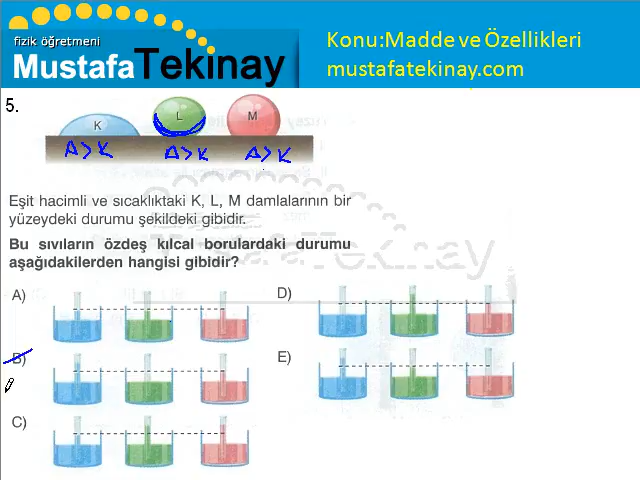 fizik öğretmeni
MustafaTekinay
Konu:Madde ve Özellikleri
mustafatekinay.com
5.
K
L
M
A>K
A>K
A>K
Eşit hacimli ve sıcaklıktaki K, L, M damlalarının bir
yüzeydeki durumu şekildeki gibidir.
Bu sıvıların özdeş kılcal borulardaki durumu
aşağıdakilerden hangisi gibidir?
A)
B)
C)
D)
E)
MustafaTekinay